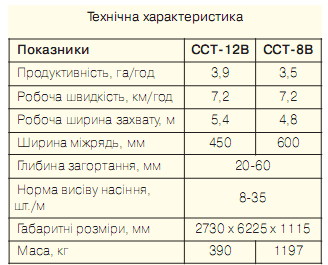 Технічна характеристика
Показники ССТ-12В ССТ-8В
Продуктивність, га/год 3,9 3,5
Робоча швидкість, км/год 7,2 7,2
Робоча ширина захвату, м 5,4 4,8
Ширина міжрядь, мм 450 600
Глибина загортання, мм 20-60
Норма висіву насіння,
шт./м 8-35
Габаритні розміри, мм 2730 x 6225 x 1115
Маса, кг 390 1197